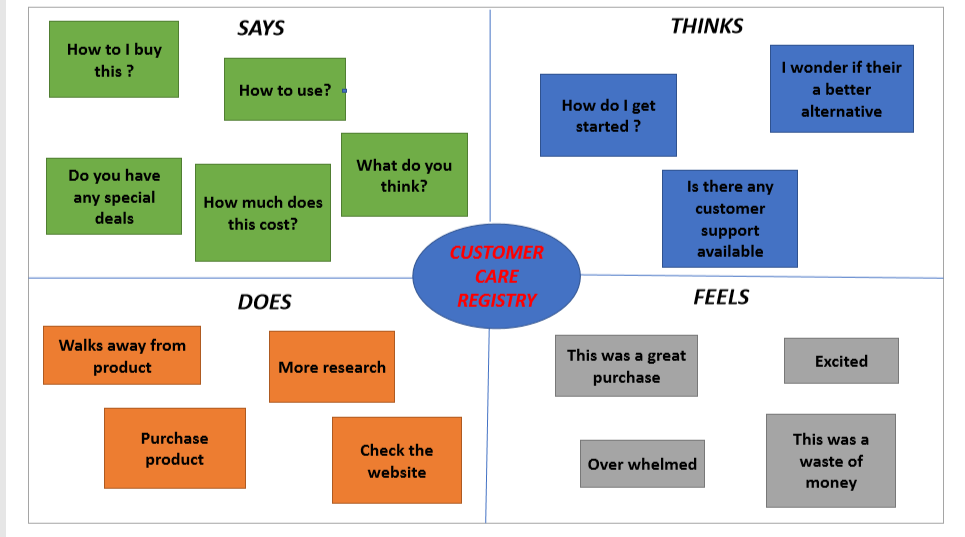 SAYS
How to I buy
this ?
How to use?
Do you have
any special
deals
How much does
this cost?
What do you
think?
THINKS
How do I get
started ?
I wonder if their
a better
alternative
Is there any
customer
support
available
CUSTOMER
CARE
REGISTRY
DOES
Walks away from
product
More research
Purchase
product
Check the
website
FEELS
This was a great
purchase
Excited
Over whelmed
This was a
waste of
money